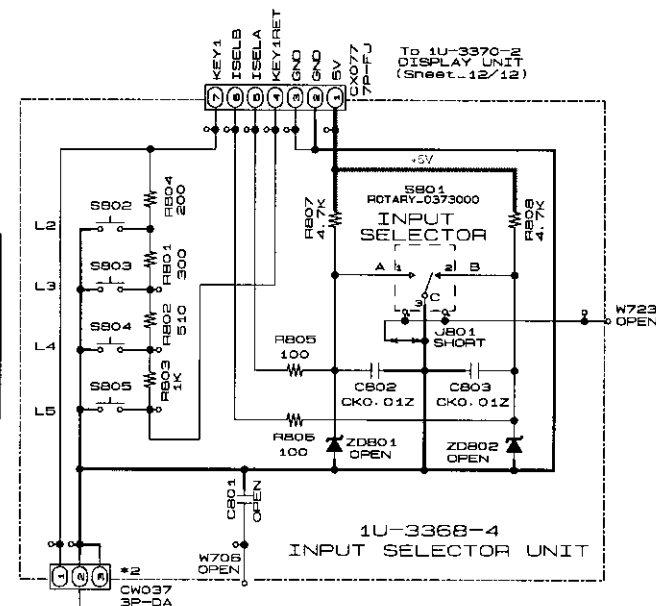 KEY1
ISELB
ISELA
KEY1RET
GND
GND
5V
CX077
7P-FJ
To 1U-3370-2
DISPLAY UNIT
(Sheet_12/12)
7
6
5
4
3
2
1
+5V
S802
R804
200
L2
S803
R801
300
L3
S804
R802
510
L4
S805
R803
1K
L5
R807
4.7K
S801
ROTARY_0373000
INPUT
SELECTOR
R808
4.7K
A
1
2
B
3
C
J801
SHORT
W723
OPEN
R805
100
C802
CK0.01Z
C803
CK0.01Z
R806
100
ZD801
OPEN
ZD802
OPEN
C801
OPEN
W706
OPEN
1U-3368-4
INPUT SELECTOR UNIT
1
2
3
*2
CW037
3P-DA